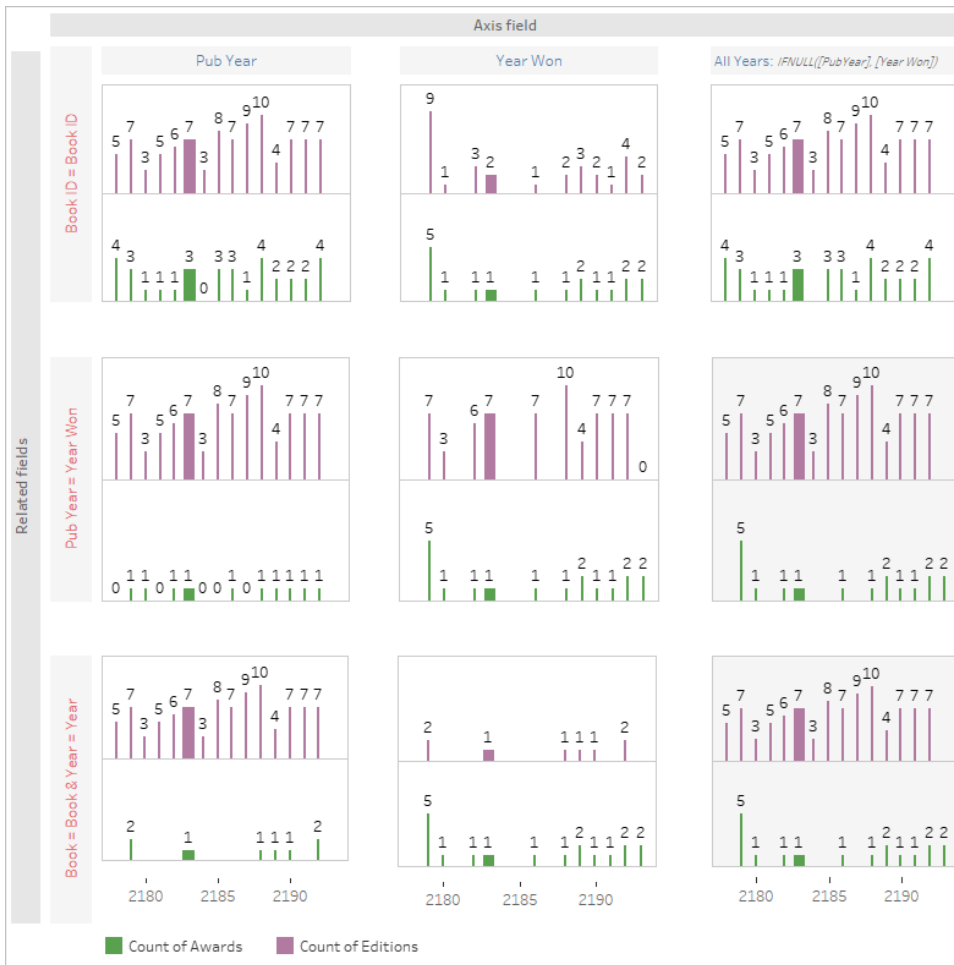 Axis field
Pub Year
Year Won
All Years: IFNULL([PubYear], [Year Won])
Related fields
Book ID = Book ID
5 7 3 5 6 7 3 8 7 9 10 4 7 7 7
9 1 3 2 1 2 3 2 1 4 2
5 7 3 5 6 7 3 8 7 9 10 4 7 7 7
4 3 1 1 1 3 0 3 3 1 4 2 2 2 4
5 1 1 1 1 1 2 1 1 2 2
4 3 1 1 1 3 3 3 1 4 2 2 2 4
Pub Year = Year Won
5 7 3 5 6 7 3 8 7 9 10 4 7 7 7
7 3 6 7 7 10 4 7 7 7 0
5 7 3 5 6 7 3 8 7 9 10 4 7 7 7
0 1 1 0 1 1 0 0 1 0 1 1 1 1 1
5 1 1 1 1 1 2 1 1 2 2
5 1 1 1 1 1 2 1 1 2 2
Book = Book & Year = Year
5 7 3 5 6 7 3 8 7 9 10 4 7 7 7
2 1 1 1 1 2
5 7 3 5 6 7 3 8 7 9 10 4 7 7 7
2 1 1 1 1 2
5 1 1 1 1 1 2 1 1 2 2
5 1 1 1 1 1 2 1 1 2 2
2180 2185 2190
2180 2185 2190
2180 2185 2190
Count of Awards
Count of Editions